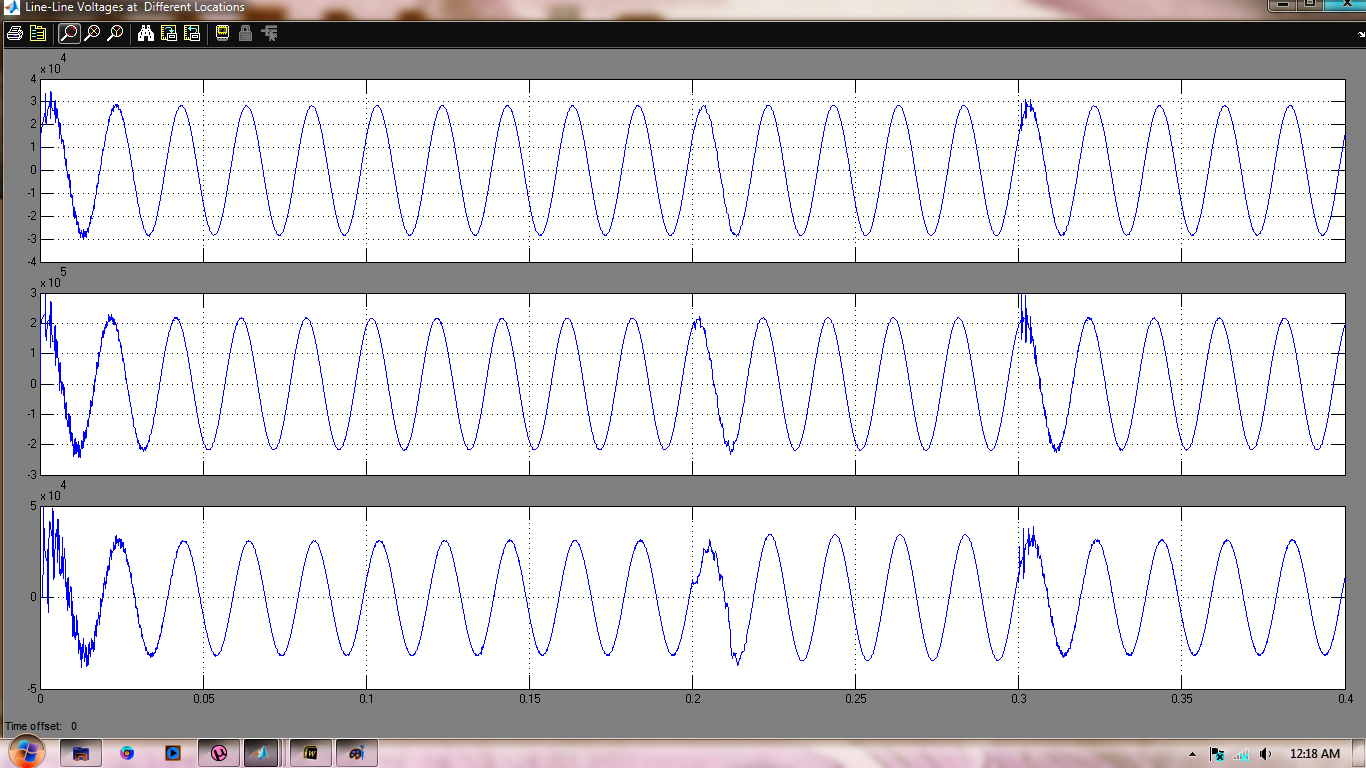 Line-Line Voltages at  Different Locations
x 10^4
4
3
2
1
0
-1
-2
-3
-4
x 10^5
3
2
1
0
-1
-2
-3
x 10^4
5
0
-5
0 0.05 0.1 0.15 0.2 0.25 0.3 0.35 0.4
Time offset: 0
12:18 AM